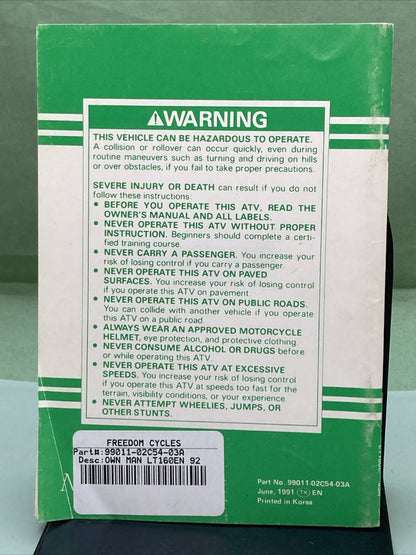 ⚠WARNING
THIS VEHICLE CAN BE HAZARDOUS TO OPERATE.
A collision or rollover can occur quickly, even during
routine maneuvers such as turning and driving on hills
or over obstacles, if you fail to take proper precautions.
SEVERE INJURY OR DEATH can result if you do not
follow these instructions:
• BEFORE YOU OPERATE THIS ATV, READ THE
OWNER'S MANUAL AND ALL LABELS.
• NEVER OPERATE THIS ATV WITHOUT PROPER
INSTRUCTION. Beginners should complete a certi-
fied training course.
• NEVER CARRY A PASSENGER. You increase your
risk of losing control if you carry a passenger.
• NEVER OPERATE THIS ATV ON PAVED
SURFACES. You increase your risk of losing control
if you operate this ATV on pavement.
• NEVER OPERATE THIS ATV ON PUBLIC ROADS.
You can collide with another vehicle if you operate
this ATV on a public road.
• ALWAYS WEAR AN APPROVED MOTORCYCLE
HELMET, eye protection, and protective clothing.
• NEVER CONSUME ALCOHOL OR DRUGS before
or while operating this ATV.
• NEVER OPERATE THIS ATV AT EXCESSIVE
SPEEDS. You increase your risk of losing control
if you operate this ATV at speeds too fast for the
terrain, visibility conditions, or your experience.
• NEVER ATTEMPT WHEELIES, JUMPS, OR
OTHER STUNTS.
FREEDOM CYCLES
Part#:99011-02C54-03A
Desc:OWN MAN LT160EN 92
Part No. 99011-02C54-03A
June, 1991 TK EN
Printed in Korea